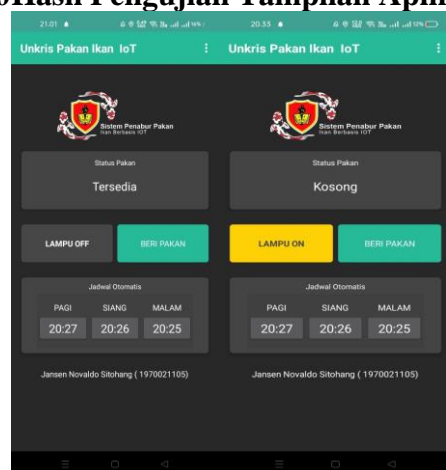 Hasil Pengujian Tampilan Apli
21.01
Unkris Pakan Ikan IoT
Sistem Penabur Pakan
Ikan Berbasis IOT
Status Pakan
Tersedia
LAMPU OFF
BERI PAKAN
Jadwal Otomatis
PAGI SIANG MALAM
20:27 20:26 20:25
Jansen Novaldo Sitohang ( 1970021105)
20.55
Unkris Pakan Ikan IoT
Sistem Penabur Pakan
Ikan Berbasis IOT
Status Pakan
Kosong
LAMPU ON
BERI PAKAN
Jadwal Otomatis
PAGI SIANG MALAM
20:27 20:26 20:25
Jansen Novaldo Sitohang ( 1970021105)